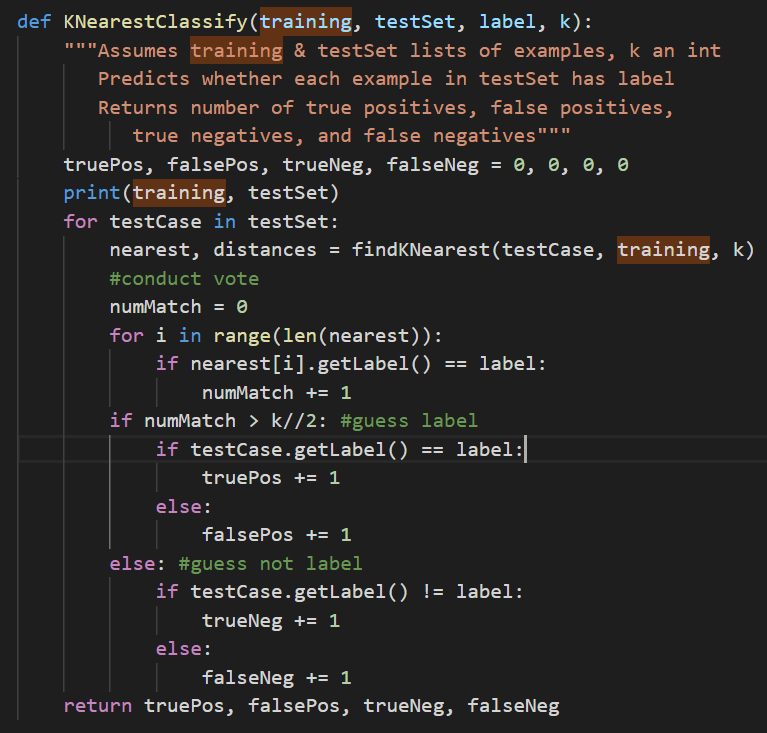 def KNearestClassify(training, testSet, label, k):
    """Assumes training & testSet lists of examples, k an int
       Predicts whether each example in testSet has label
       Returns number of true positives, false positives,
          true negatives, and false negatives"""
    truePos, falsePos, trueNeg, falseNeg = 0, 0, 0, 0
    print(training, testSet)
    for testCase in testSet:
        nearest, distances = findKNearest(testCase, training, k)
        #conduct vote
        numMatch = 0
        for i in range(len(nearest)):
            if nearest[i].getLabel() == label:
                numMatch += 1
        if numMatch > k//2: #guess label
            if testCase.getLabel() == label:
                truePos += 1
            else:
                falsePos += 1
        else: #guess not label
            if testCase.getLabel() != label:
                trueNeg += 1
            else:
                falseNeg += 1
    return truePos, falsePos, trueNeg, falseNeg